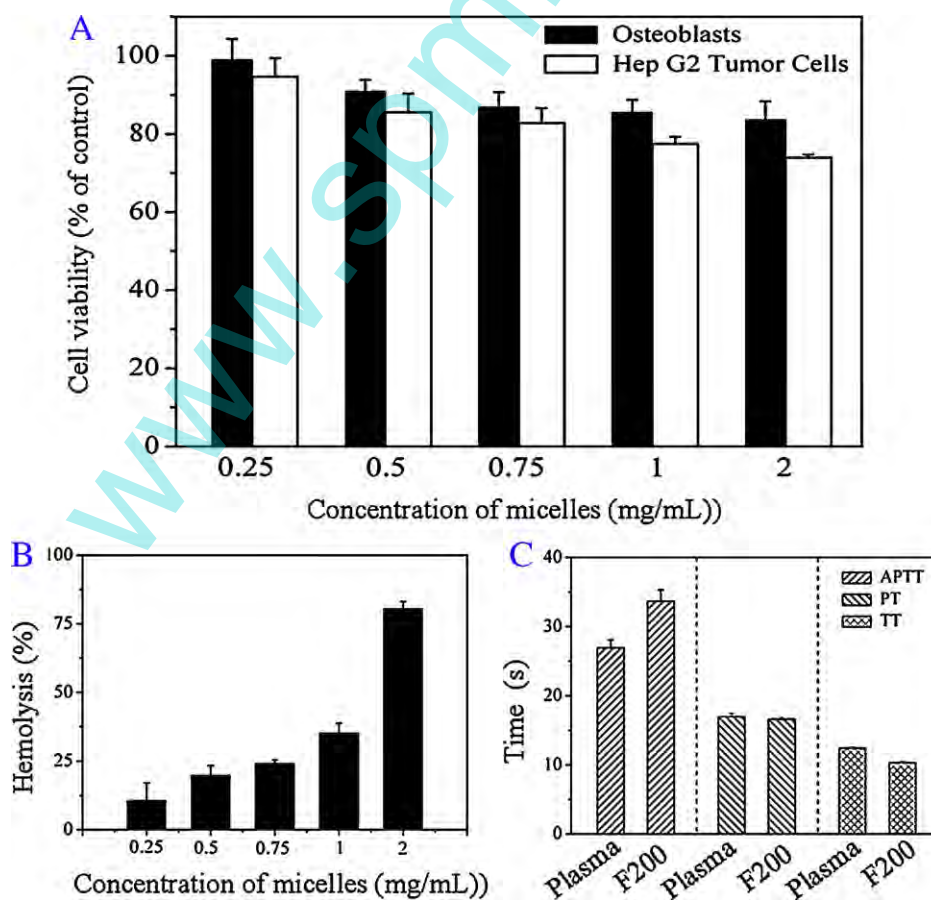 A
Osteoblasts
Hep G2 Tumor Cells
Cell viability (% of control)
100
80
60
40
20
0
0.25 0.5 0.75 1 2
Concentration of micelles (mg/mL))
www.spm
B
Hemolysis (%)
100
75
50
25
0
0.25 0.5 0.75 1 2
Concentration of micelles (mg/mL))
C
APTT
PT
TT
Time (s)
40
30
20
10
0
Plasma F200 Plasma F200 Plasma F200